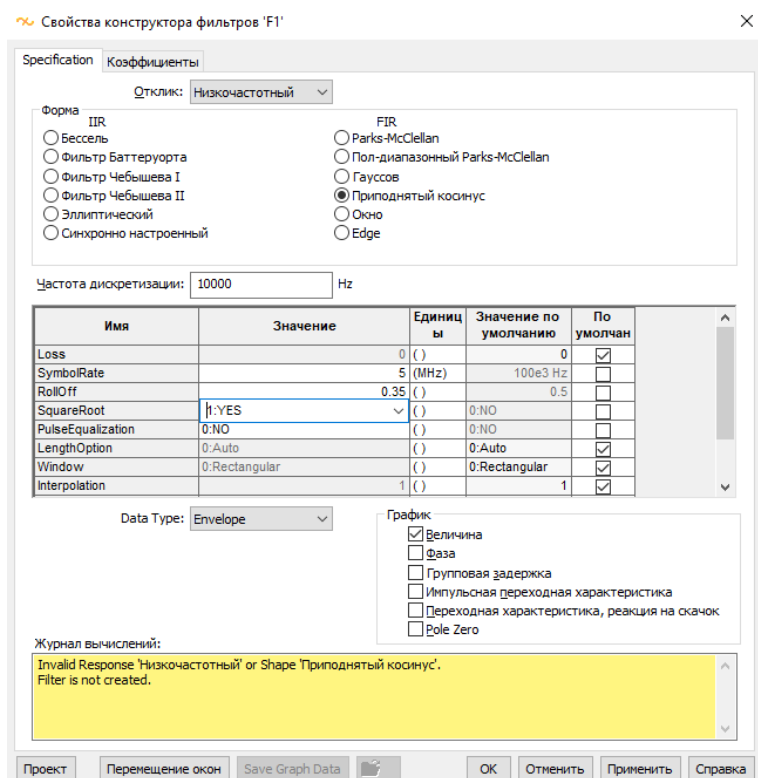 Свойства конструктора фильтров 'F1'
Specification Коэффициенты
Отклик: Низкочастотный
Форма
IIR FIR
Бессель Parks-McClellan
Фильтр Баттеруорта Пол-диапазонный Parks-McClellan
Фильтр Чебышева I Гауссов
Фильтр Чебышева II Приподнятый косинус
Эллиптический Окно
Синхронно настроенный Edge
Частота дискретизации: 10000 Hz
Имя Значение Единицы Значение по умолчанию По умолчан
Loss 0 ( ) 0
SymbolRate 5 (MHz) 100e3 Hz
RollOff 0.35 ( ) 0.5
SquareRoot 1:YES ( ) 0:NO
PulseEqualization 0:NO ( ) 0:NO
LengthOption 0:Auto ( ) 0:Auto
Window 0:Rectangular ( ) 0:Rectangular
Interpolation 1 ( ) 1
Data Type: Envelope
График
Величина
Фаза
Групповая задержка
Импульсная переходная характеристика
Переходная характеристика, реакция на скачок
Pole Zero
Журнал вычислений:
Invalid Response 'Низкочастотный' or Shape 'Приподнятый косинус'.
Filter is not created.
Проект Перемещение окон Save Graph Data OK Отменить Применить Справка